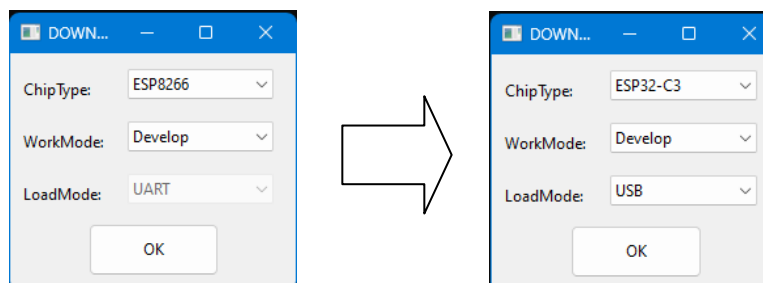 DOWN...
ChipType: ESP8266
WorkMode: Develop
LoadMode: UART
OK
DOWN...
ChipType: ESP32-C3
WorkMode: Develop
LoadMode: USB
OK